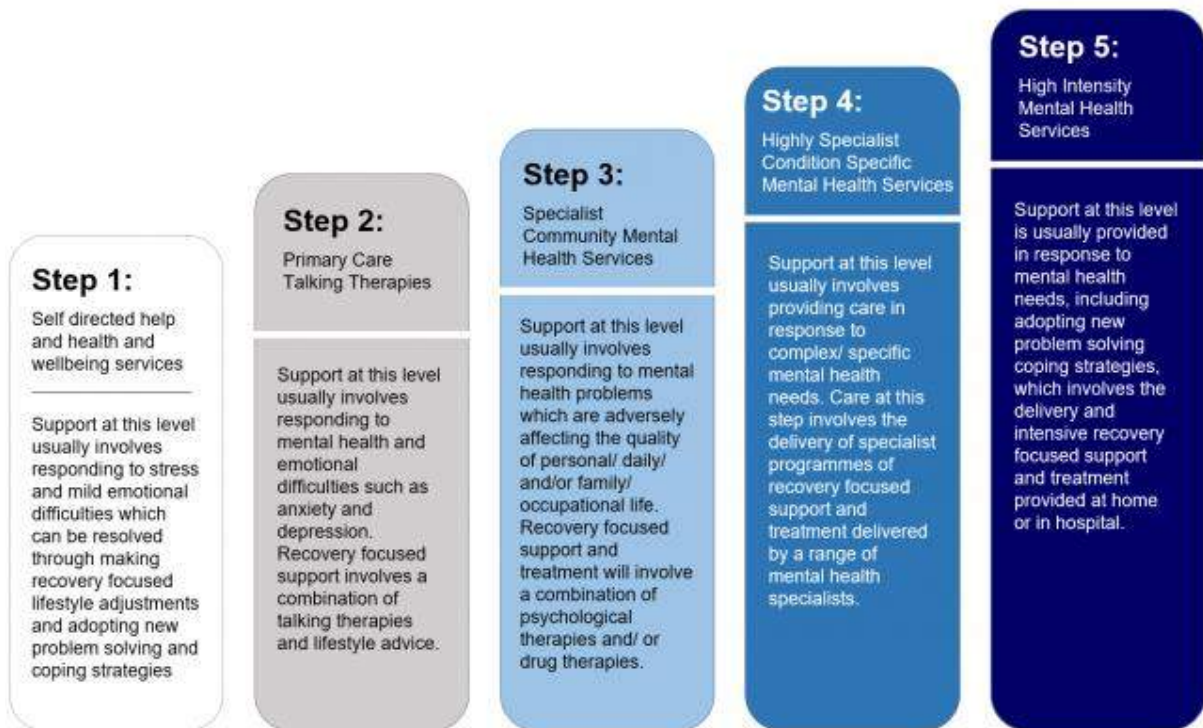 Step 1:
Self directed help
and health and
wellbeing services
Support at this level
usually involves
responding to stress
and mild emotional
difficulties which
can be resolved
through making
recovery focused
lifestyle adjustments
and adopting new
problem solving and
coping strategies
Step 2:
Primary Care
Talking Therapies
Support at this level
usually involves
responding to
mental health and
emotional
difficulties such as
anxiety and
depression.
Recovery focused
support involves a
combination of
talking therapies
and lifestyle advice.
Step 3:
Specialist
Community Mental
Health Services
Support at this level
usually involves
responding to mental
health problems
which are adversely
affecting the quality
of personal/ daily/
and/or family/
occupational life.
Recovery focused
support and
treatment will involve
a combination of
psychological
therapies and/ or
drug therapies.
Step 4:
Highly Specialist
Condition Specific
Mental Health Services
Support at this level
usually involves
providing care in
response to
complex/ specific
mental health
needs. Care at this
step involves the
delivery of specialist
programmes of
recovery focused
support and
treatment delivered
by a range of
mental health
specialists.
Step 5:
High Intensity
Mental Health
Services
Support at this level
is usually provided
in response to
mental health
needs, including
adopting new
problem solving
coping strategies,
which involves the
delivery and
intensive recovery
focused support
and treatment
provided at home
or in hospital.